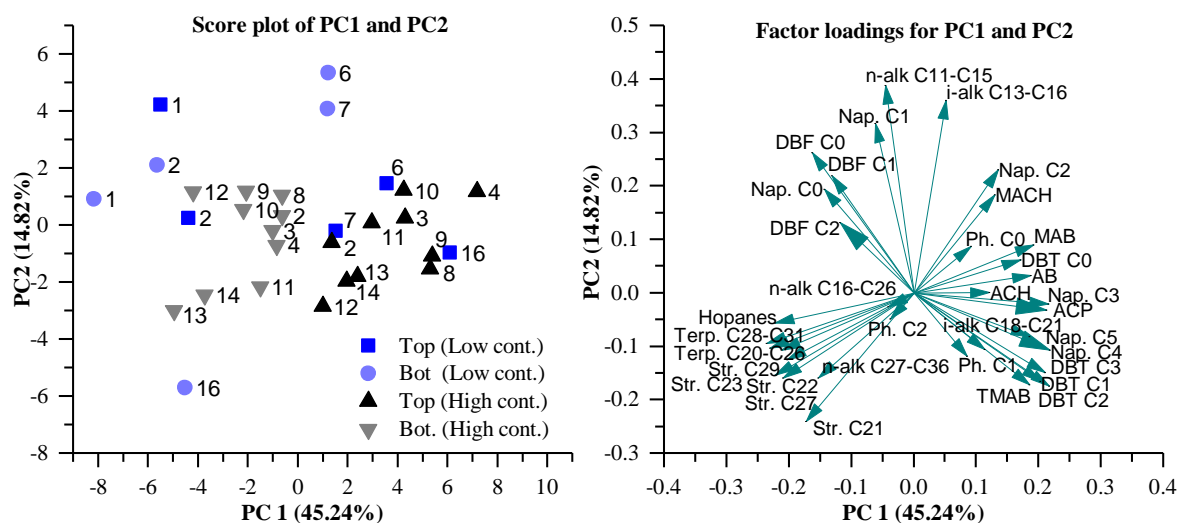 Score plot of PC1 and PC2
6
4
2
0
-2
-4
-6
-8
PC2 (14.82%)
-8
-6
-4
-2
0
2
4
6
8
10
PC 1 (45.24%)
6
7
1
2
6
12
9
8
10
4
1
10
2
2
3
7
3
4
2
11
16
9
8
11
13
14
14
13
12
16
Top (Low cont.)
Bot (Low cont.)
Top (High cont.)
Bot. (High cont.)
Factor loadings for PC1 and PC2
0.5
0.4
0.3
0.2
0.1
0.0
-0.1
-0.2
-0.3
PC2 (14.82%)
-0.4
-0.3
-0.2
-0.1
0.0
0.1
0.2
0.3
0.4
PC 1 (45.24%)
n-alk C11-C15
i-alk C13-C16
Nap. C1
DBF C0
DBF C1
Nap. C2
Nap. C0
MACH
DBF C2
Ph. C0
MAB
DBT C0
n-alk C16-C26
AB
ACH
Nap. C3
ACP
Hopanes
Ph. C2
i-alk C18-C21
Terp. C28-C31
Nap. C5
Terp. C20-C26
Nap. C4
Str. C29
n-alk C27-C36
Ph. C1
DBT C3
Str. C23
Str. C22
DBT C1
Str. C27
TMAB
DBT C2
Str. C21